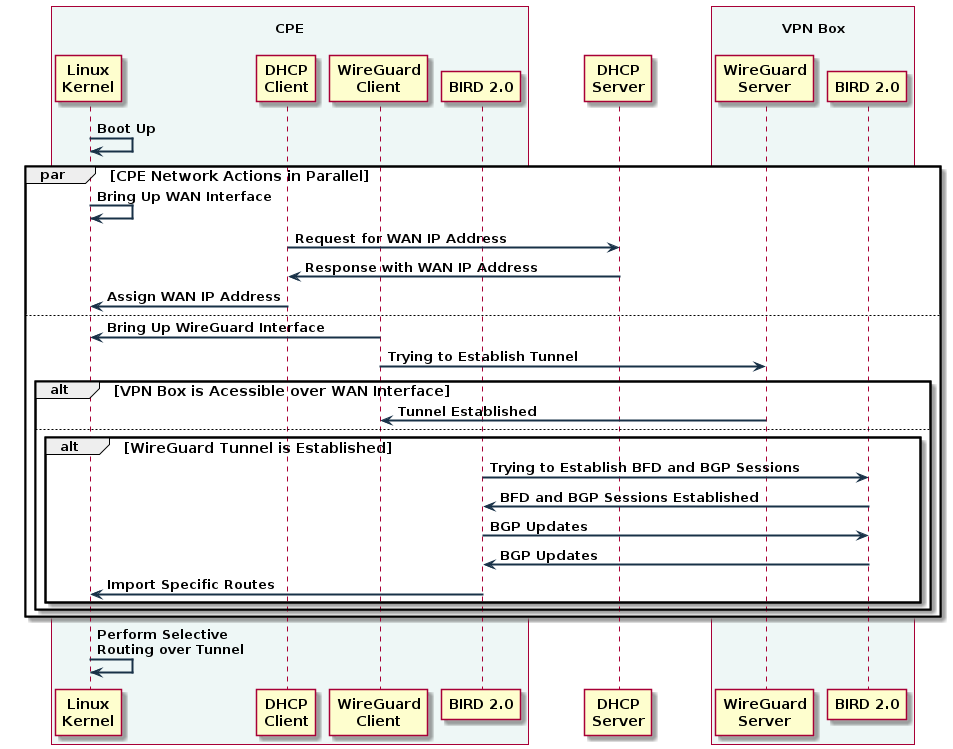 CPE
VPN Box
Linux
Kernel
DHCP
Client
WireGuard
Client
BIRD 2.0
DHCP
Server
WireGuard
Server
BIRD 2.0
Boot Up
par
[CPE Network Actions in Parallel]
Bring Up WAN Interface
Request for WAN IP Address
Response with WAN IP Address
Assign WAN IP Address
Bring Up WireGuard Interface
Trying to Establish Tunnel
alt
[VPN Box is Acessible over WAN Interface]
Tunnel Established
alt
[WireGuard Tunnel is Established]
Trying to Establish BFD and BGP Sessions
BFD and BGP Sessions Established
BGP Updates
BGP Updates
Import Specific Routes
Perform Selective
Routing over Tunnel
Linux
Kernel
DHCP
Client
WireGuard
Client
BIRD 2.0
DHCP
Server
WireGuard
Server
BIRD 2.0